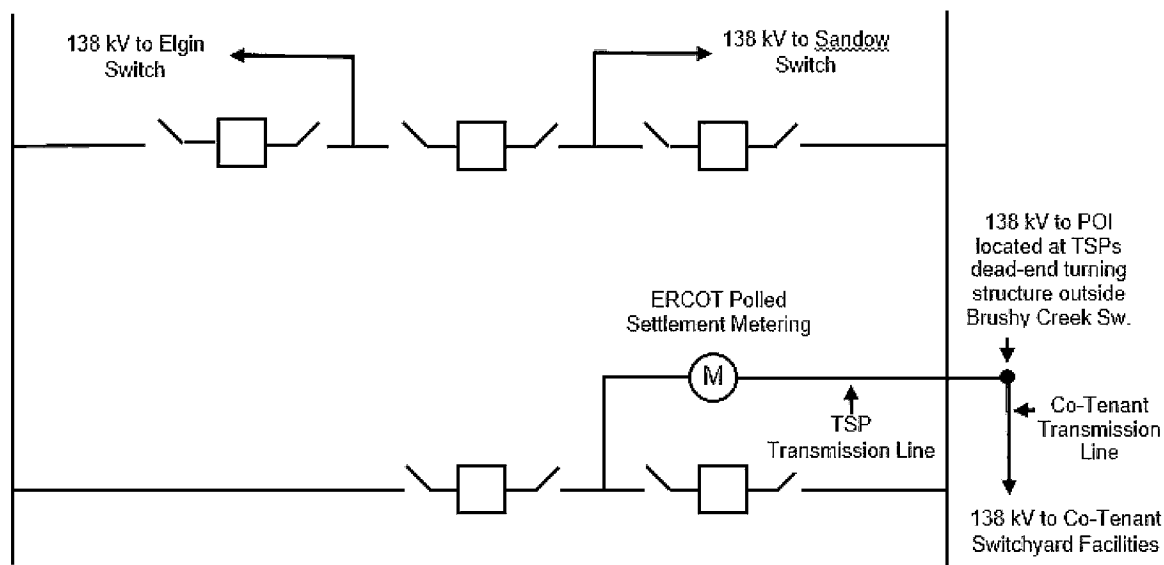 138 kV to Elgin
Switch
138 kV to Sandow
Switch
138 kV to POI
located at TSPs
dead-end turning
structure outside
Brushy Creek Sw.
ERCOT Polled
Settlement Metering
M
TSP
Transmission Line
Co-Tenant
Transmission
Line
138 kV to Co-Tenant
Switchyard Facilities